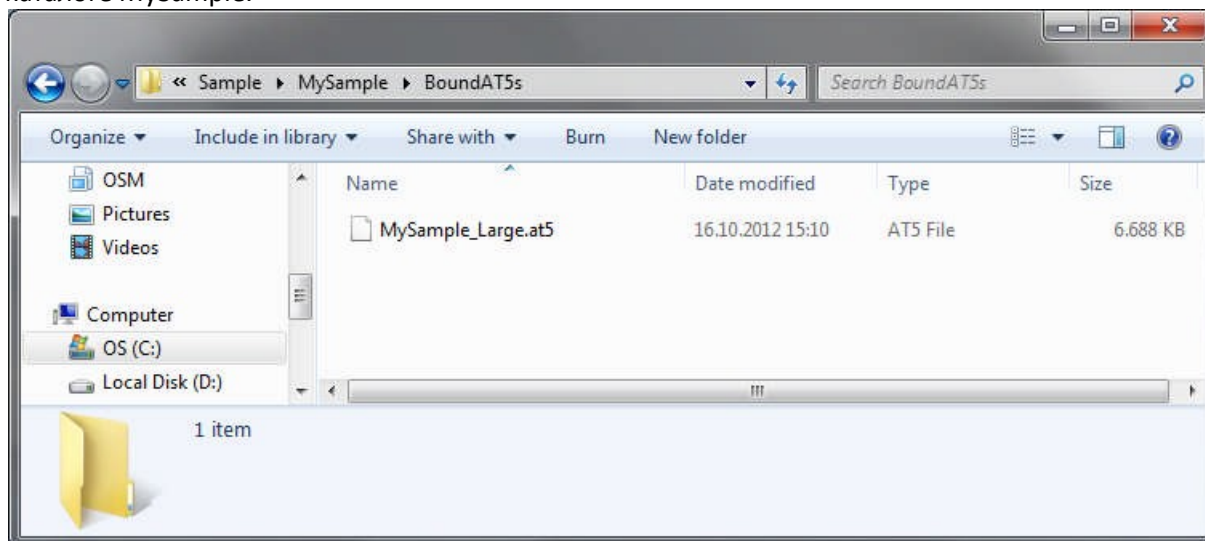 каталоге MySample.
« Sample ▸ MySample ▸ BoundAT5s
Search BoundAT5s
Organize Include in library Share with Burn New folder
OSM
Pictures
Videos
Computer
OS (C:)
Local Disk (D:)
Name Date modified Type Size
MySample_Large.at5 16.10.2012 15:10 AT5 File 6.688 KB
1 item